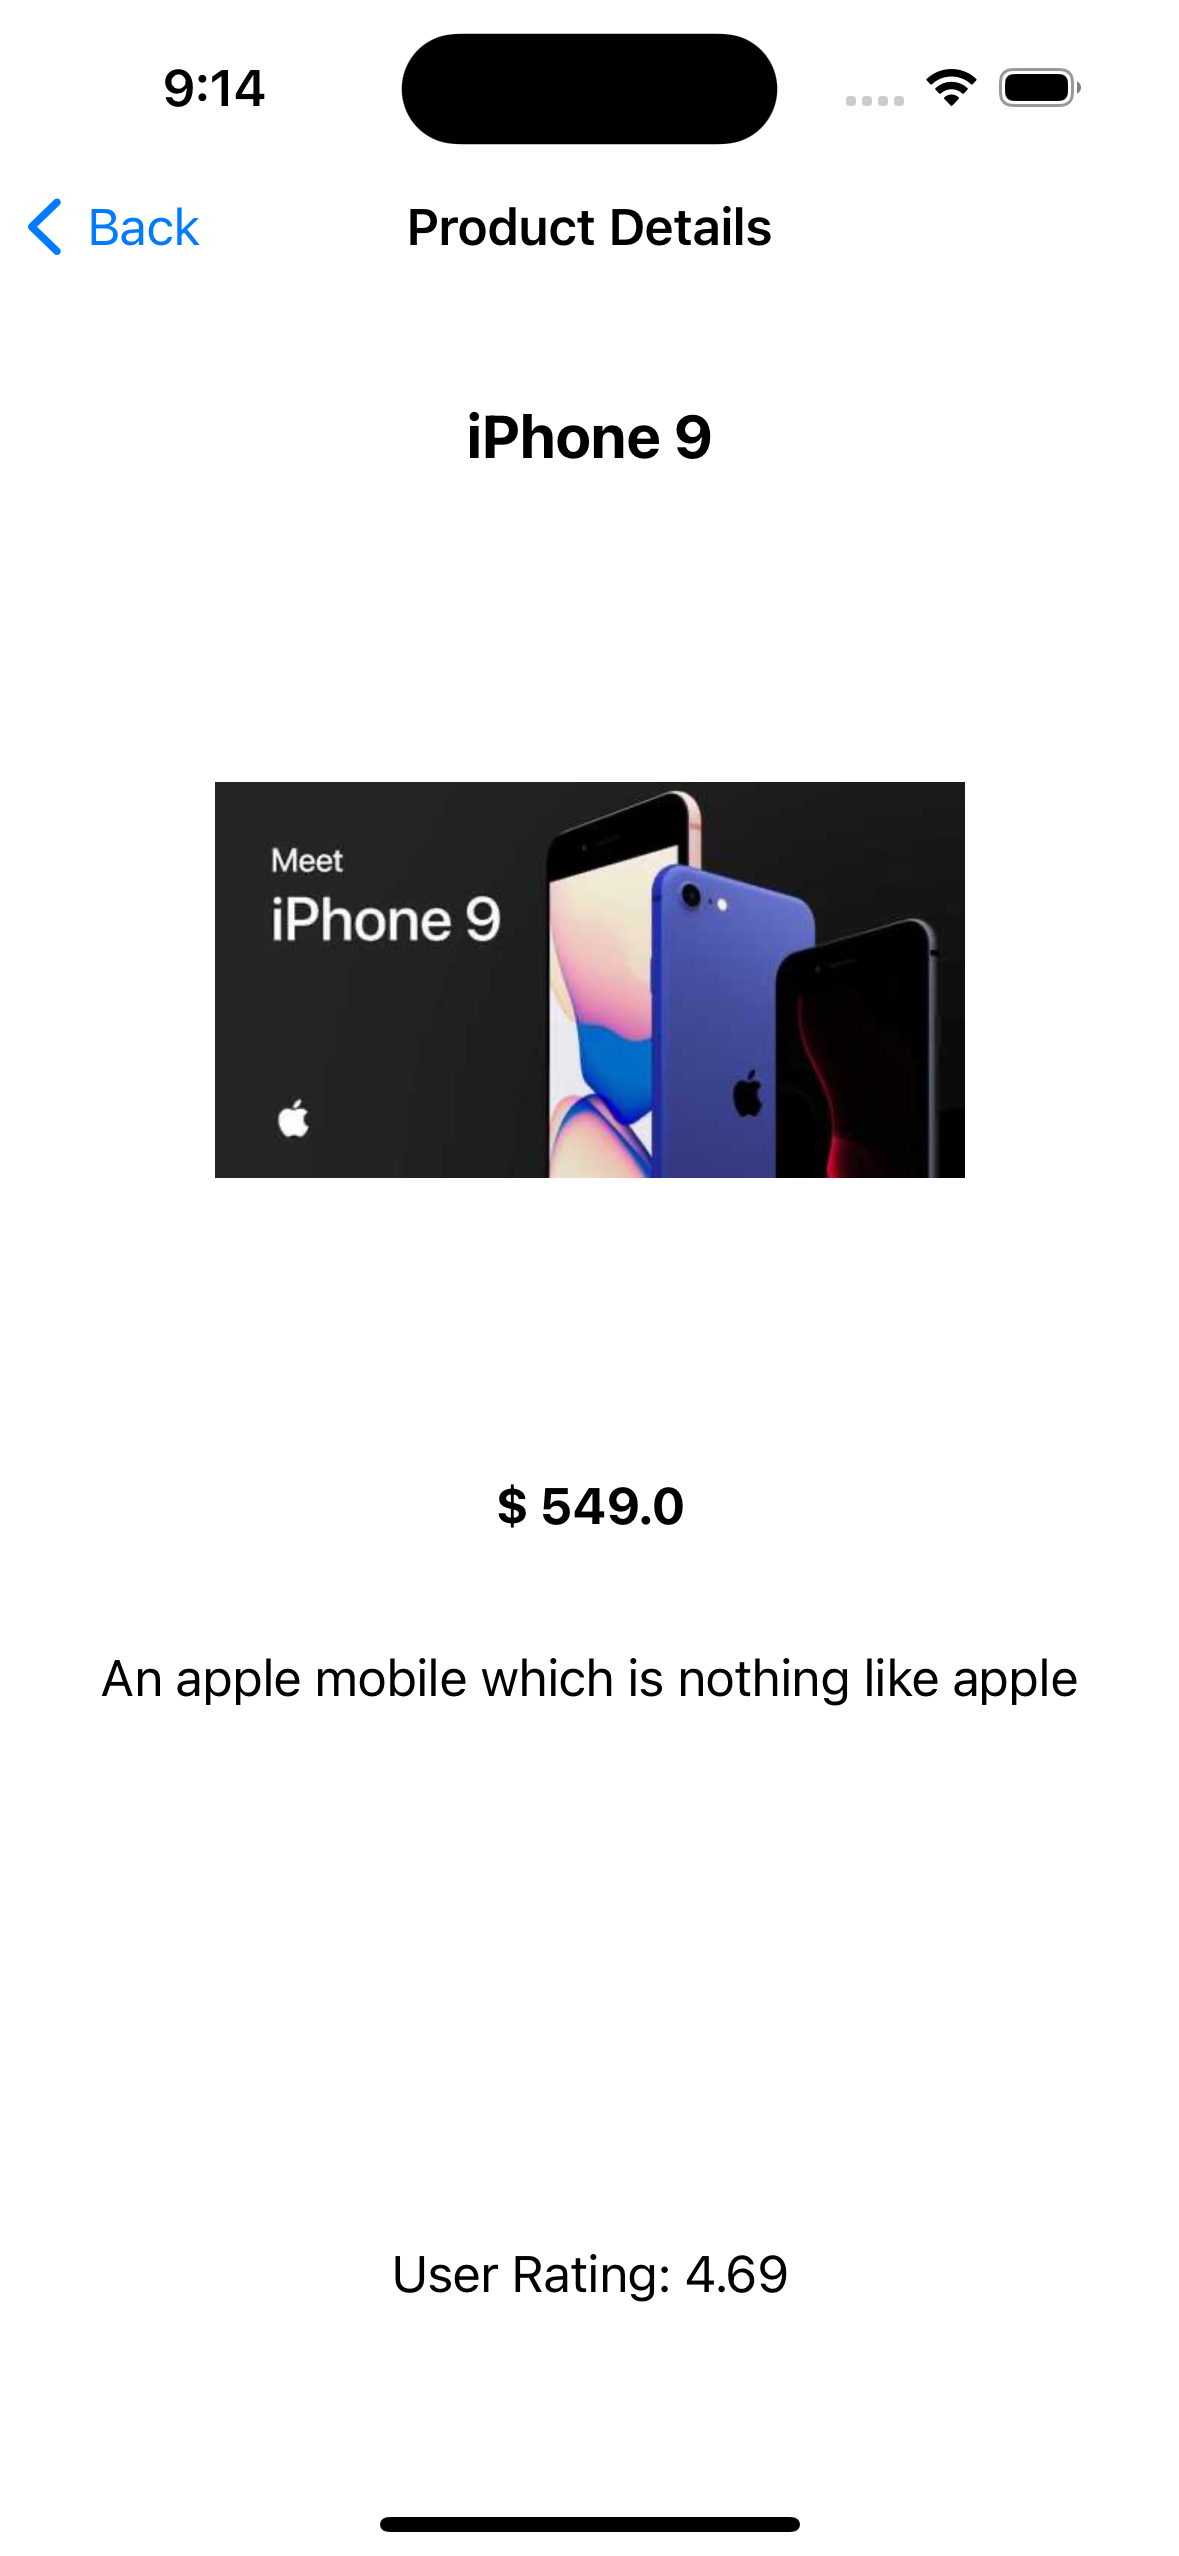 9:14
Back
Product Details
iPhone 9
Meet
iPhone 9
$ 549.0
An apple mobile which is nothing like apple
User Rating: 4.69